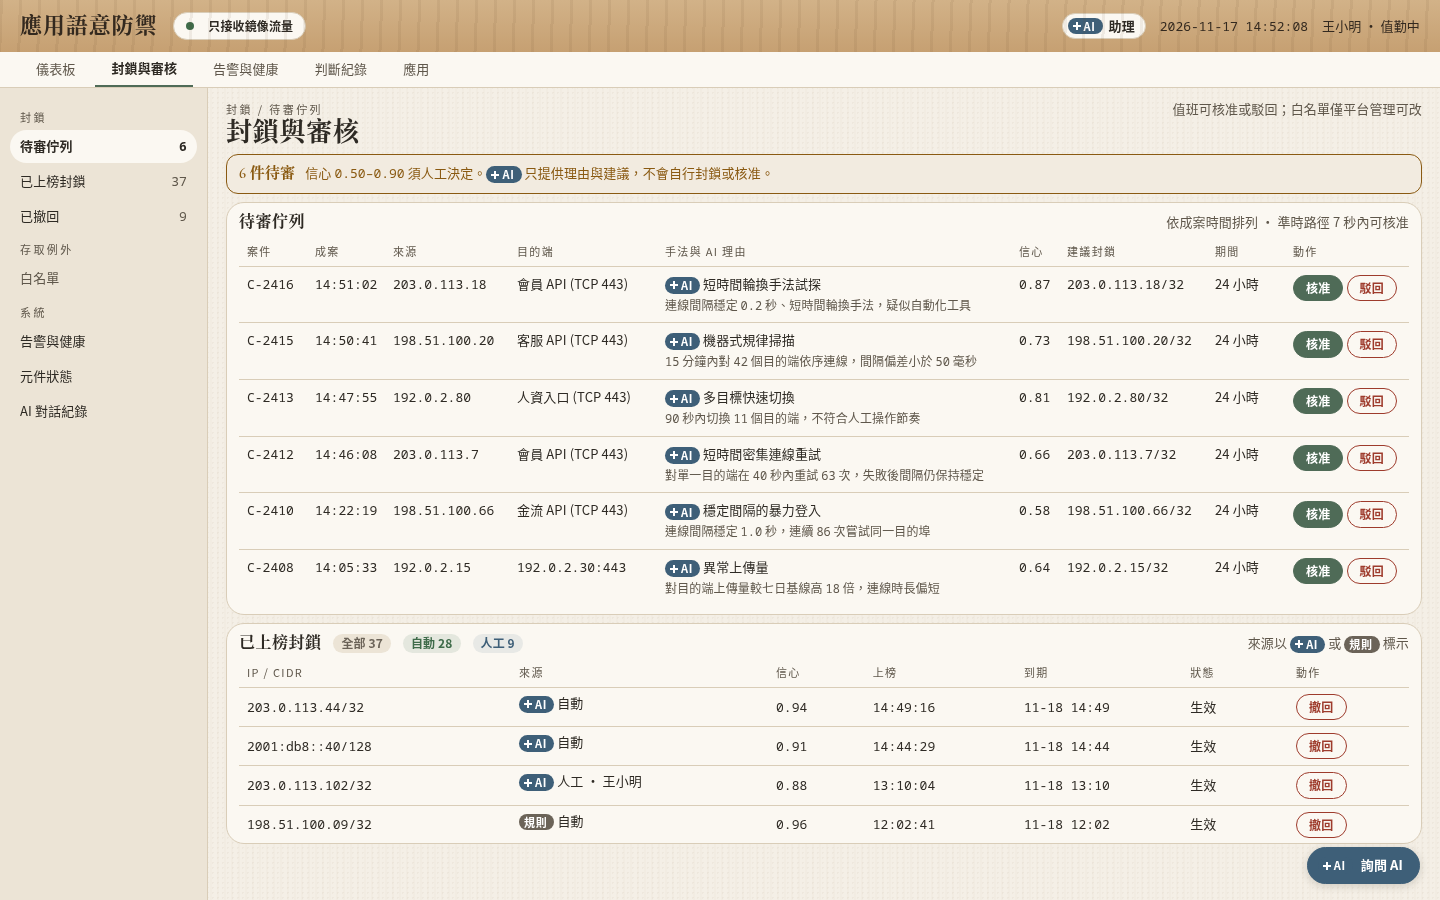 應用語意防禦
只接收鏡像流量
AI 助理
2026-11-17 14:52:08
王小明 · 值勤中
儀表板
封鎖與審核
告警與健康
判斷紀錄
應用
封鎖
待審佇列 6
已上榜封鎖 37
已撤回 9
存取例外
白名單
系統
告警與健康
元件狀態
AI 對話紀錄
封鎖 / 待審佇列
封鎖與審核
值班可核准或駁回；白名單僅平台管理可改
6 件待審 信心 0.50–0.90 須人工決定。+AI 只提供理由與建議，不會自行封鎖或核准。
待審佇列
依成案時間排列 · 準時路徑 7 秒內可核准
案件 成案 來源 目的端 手法與 AI 理由 信心 建議封鎖 期間 動作
C-2416 14:51:02 203.0.113.18 會員 API (TCP 443) +AI 短時間輪換手法試探 0.87 203.0.113.18/32 24 小時 核准 駁回
連線間隔穩定 0.2 秒、短時間輪換手法，疑似自動化工具
C-2415 14:50:41 198.51.100.20 客服 API (TCP 443) +AI 機器式規律掃描 0.73 198.51.100.20/32 24 小時 核准 駁回
15 分鐘內對 42 個目的端依序連線，間隔偏差小於 50 毫秒
C-2413 14:47:55 192.0.2.80 人資入口 (TCP 443) +AI 多目標快速切換 0.81 192.0.2.80/32 24 小時 核准 駁回
90 秒內切換 11 個目的端，不符合人工操作節奏
C-2412 14:46:08 203.0.113.7 會員 API (TCP 443) +AI 短時間密集連線重試 0.66 203.0.113.7/32 24 小時 核准 駁回
對單一目的端在 40 秒內重試 63 次，失敗後間隔仍保持穩定
C-2410 14:22:19 198.51.100.66 金流 API (TCP 443) +AI 穩定間隔的暴力登入 0.58 198.51.100.66/32 24 小時 核准 駁回
連線間隔穩定 1.0 秒，連續 86 次嘗試同一目的埠
C-2408 14:05:33 192.0.2.15 192.0.2.30:443 +AI 異常上傳量 0.64 192.0.2.15/32 24 小時 核准 駁回
對目的端上傳量較七日基線高 18 倍，連線時長偏短
已上榜封鎖 全部 37 自動 28 人工 9
來源以 +AI 或 規則 標示
IP / CIDR 來源 信心 上榜 到期 狀態 動作
203.0.113.44/32 +AI 自動 0.94 14:49:16 11-18 14:49 生效 撤回
2001:db8::40/128 +AI 自動 0.91 14:44:29 11-18 14:44 生效 撤回
203.0.113.102/32 +AI 人工 · 王小明 0.88 13:10:04 11-18 13:10 生效 撤回
198.51.100.09/32 規則 自動 0.96 12:02:41 11-18 12:02 生效 撤回
+AI 詢問 AI